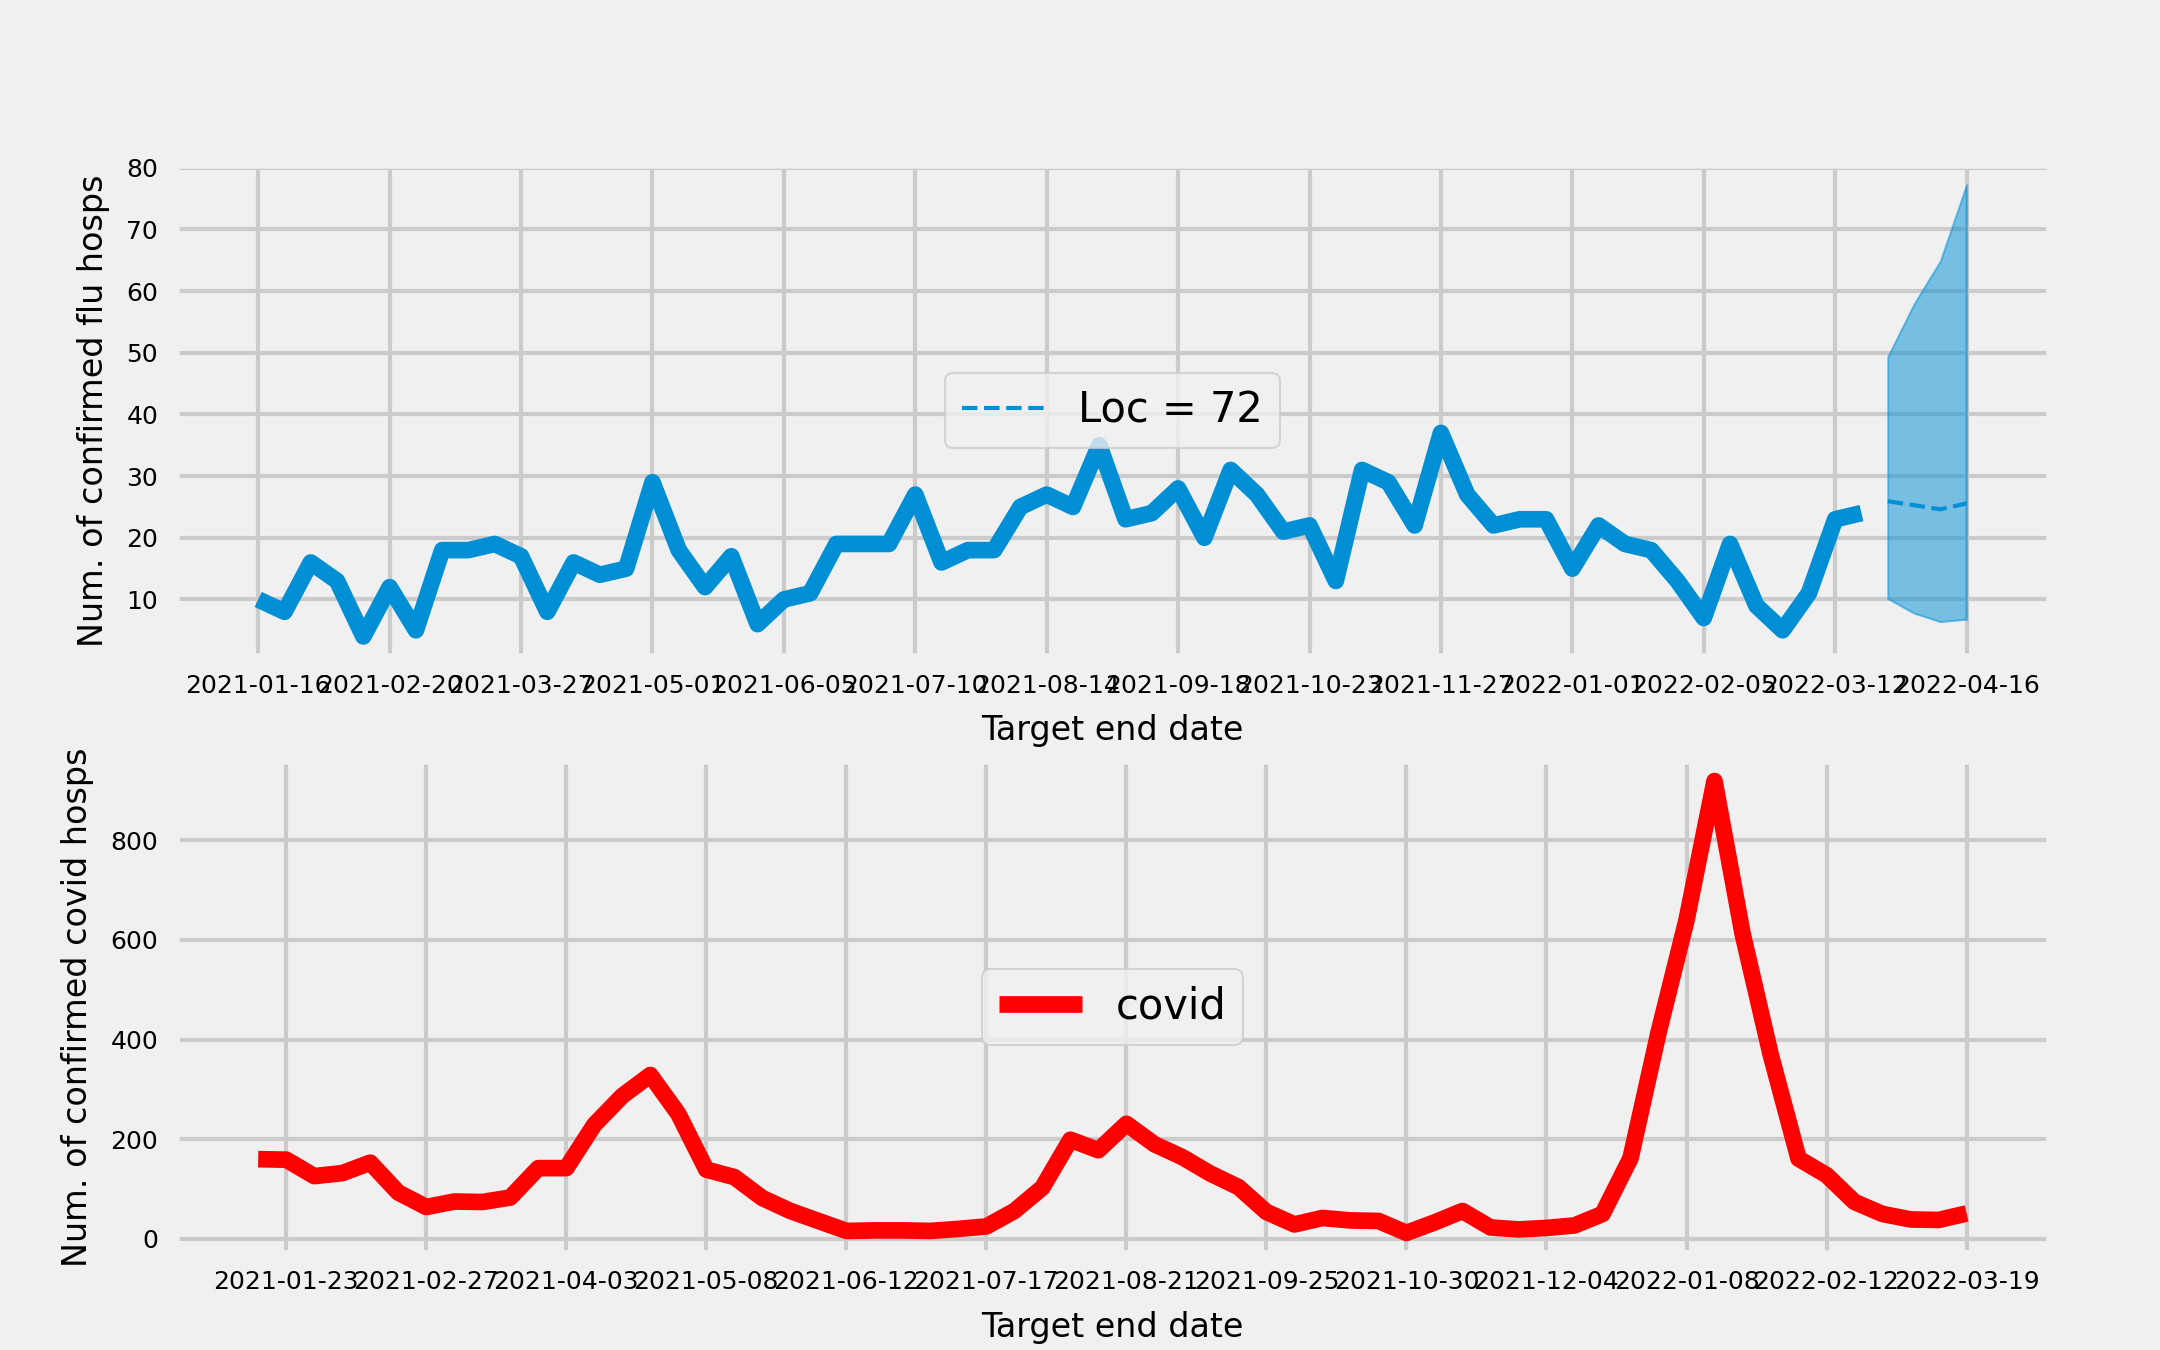 80
70
60
50
40
30
20
10
Num. of confirmed flu hosps
Loc = 72
2021-01-16 2021-02-20 2021-03-27 2021-05-01 2021-06-05 2021-07-10 2021-08-14 2021-09-18 2021-10-23 2021-11-27 2022-01-01 2022-02-05 2022-03-12 2022-04-16
Target end date
800
600
400
200
0
Num. of confirmed covid hosps
covid
2021-01-23 2021-02-27 2021-04-03 2021-05-08 2021-06-12 2021-07-17 2021-08-21 2021-09-25 2021-10-30 2021-12-04 2022-01-08 2022-02-12 2022-03-19
Target end date